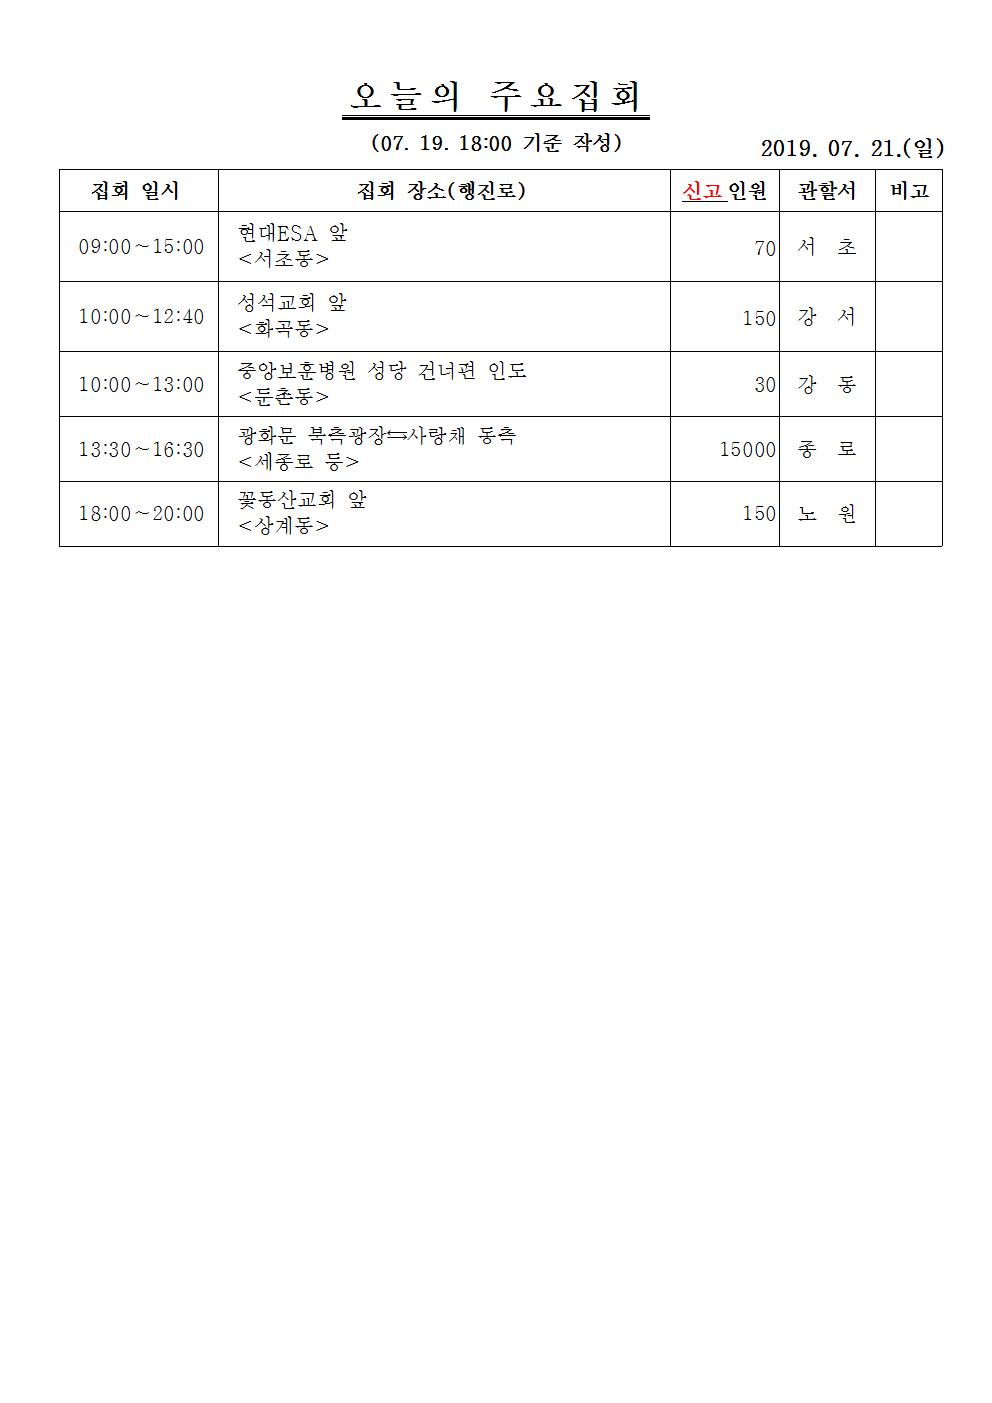 오늘의 주요집회
(07. 19. 18:00 기준 작성)
2019. 07. 21.(일)
집회 일시 집회 장소(행진로) 신고인원 관할서 비고
09:00~15:00 현대ESA 앞 <서초동> 70 서 초
10:00~12:40 성석교회 앞 <화곡동> 150 강 서
10:00~13:00 중앙보훈병원 성당 건너편 인도 <둔촌동> 30 강 동
13:30~16:30 광화문 북측광장⇆사랑채 동측 <세종로 등> 15000 종 로
18:00~20:00 꽃동산교회 앞 <상계동> 150 노 원